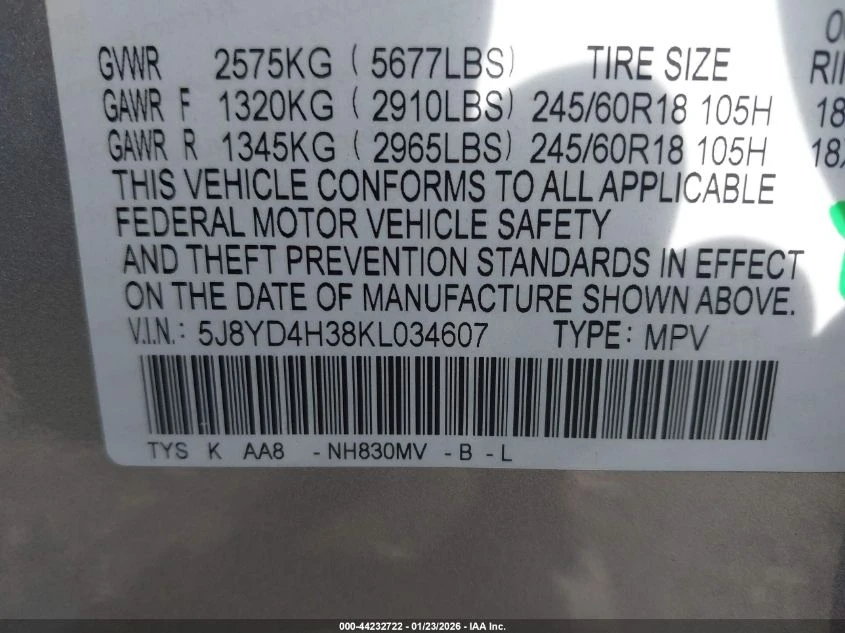 GVWR 2575KG ( 5677LBS) TIRE SIZE
GAWR F 1320KG ( 2910LBS) 245/60R18 105H 18
GAWR R 1345KG ( 2965LBS) 245/60R18 105H 18
THIS VEHICLE CONFORMS TO ALL APPLICABLE
FEDERAL MOTOR VEHICLE SAFETY
AND THEFT PREVENTION STANDARDS IN EFFECT
ON THE DATE OF MANUFACTURE SHOWN ABOVE.
V.I.N.: 5J8YD4H38KL034607 TYPE: MPV
TYS K AA8 -NH830MV -B -L
000-44232722 - 01/23/2026 - IAA Inc.